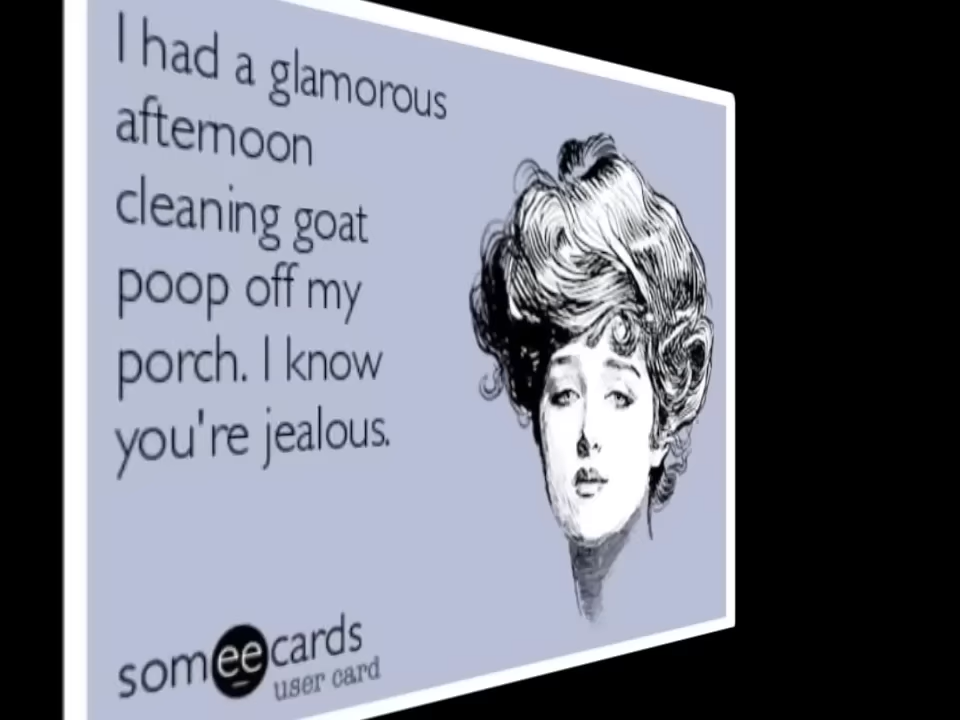 I had a glamorous
afternoon
cleaning goat
poop off my
porch. I know
you're jealous.
someecards
user card